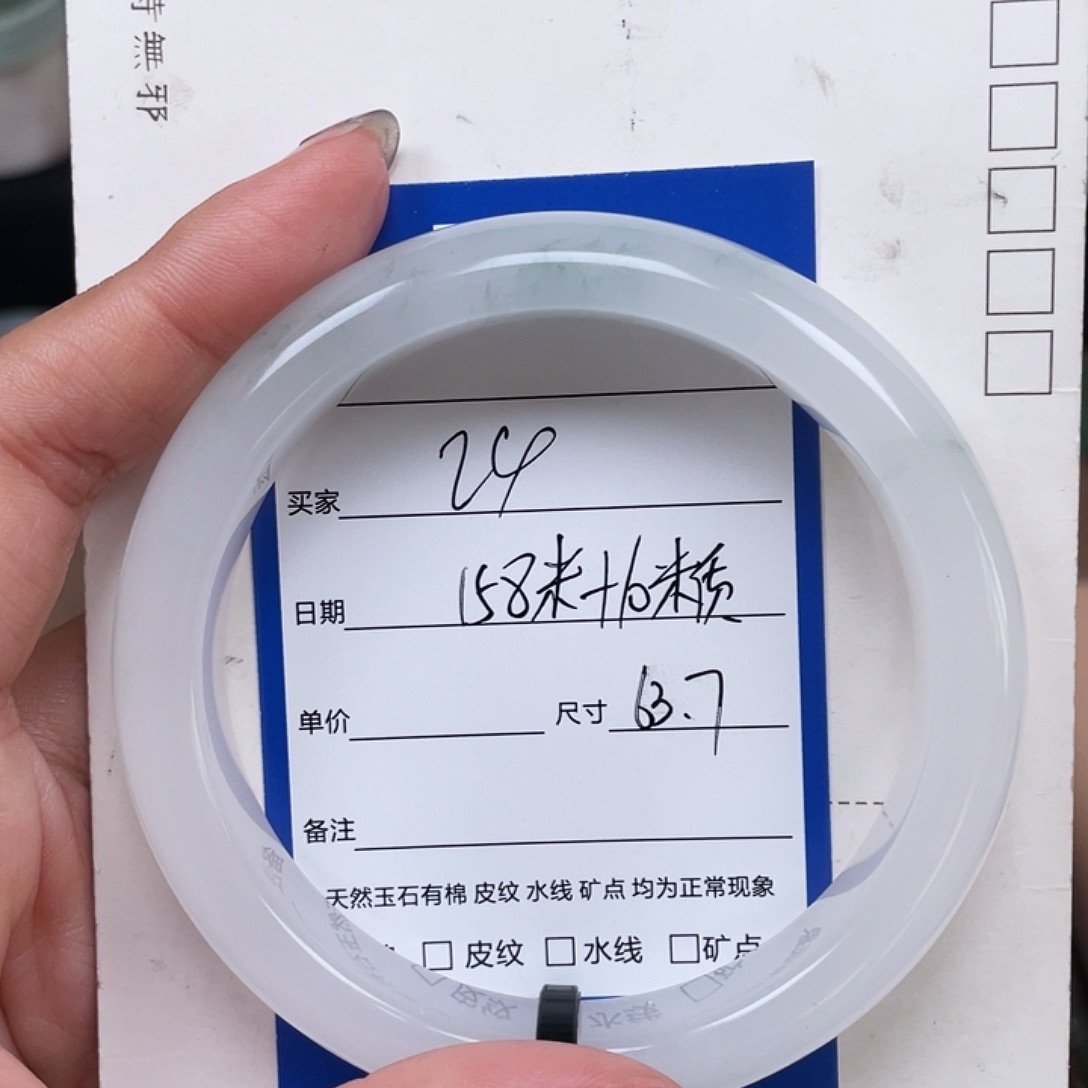 無邪
买家 24
日期 158米+16米质
单价 尺寸 63.7
备注
天然玉石有棉 皮纹 水线 矿点 均为正常现象
皮纹 水线 矿点